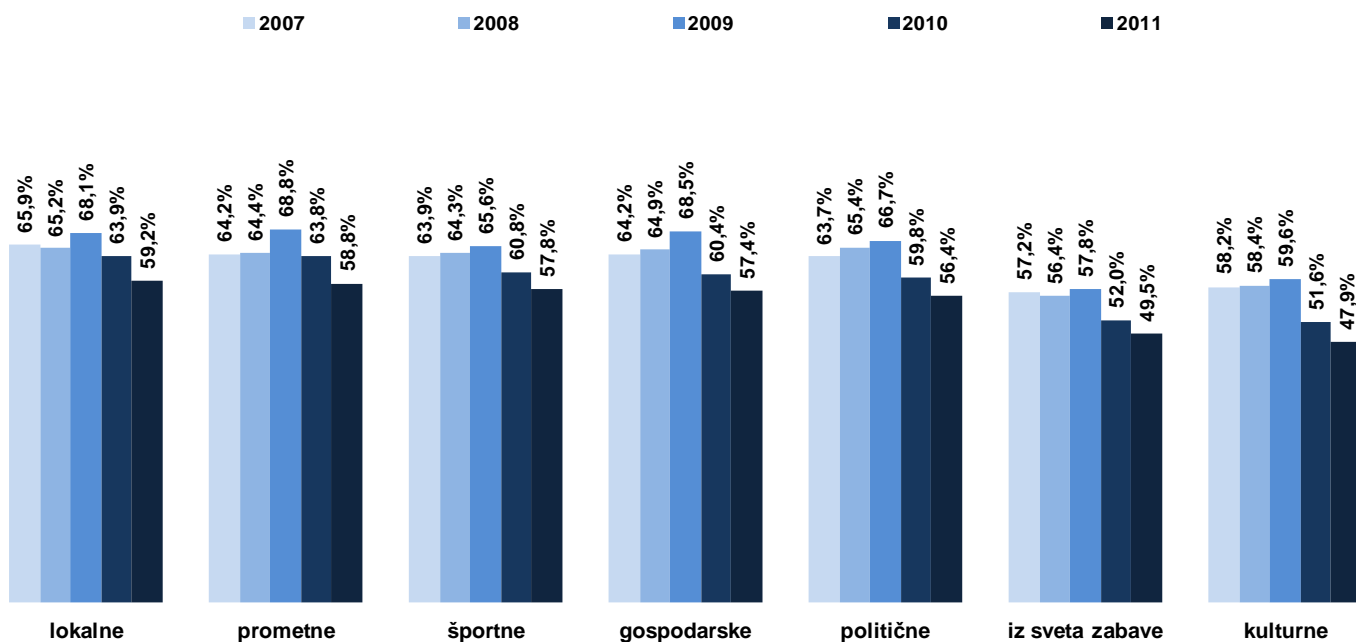 2007 2008 2009 2010 2011
65,9% 65,2% 68,1% 63,9% 59,2% 64,2% 64,4% 68,8% 63,8% 58,8% 63,9% 64,3% 65,6% 60,8% 57,8% 64,2% 64,9% 68,5% 60,4% 57,4% 63,7% 65,4% 66,7% 59,8% 56,4% 57,2% 56,4% 57,8% 52,0% 49,5% 58,2% 58,4% 59,6% 51,6% 47,9%
lokalne prometne športne gospodarske politične iz sveta zabave kulturne